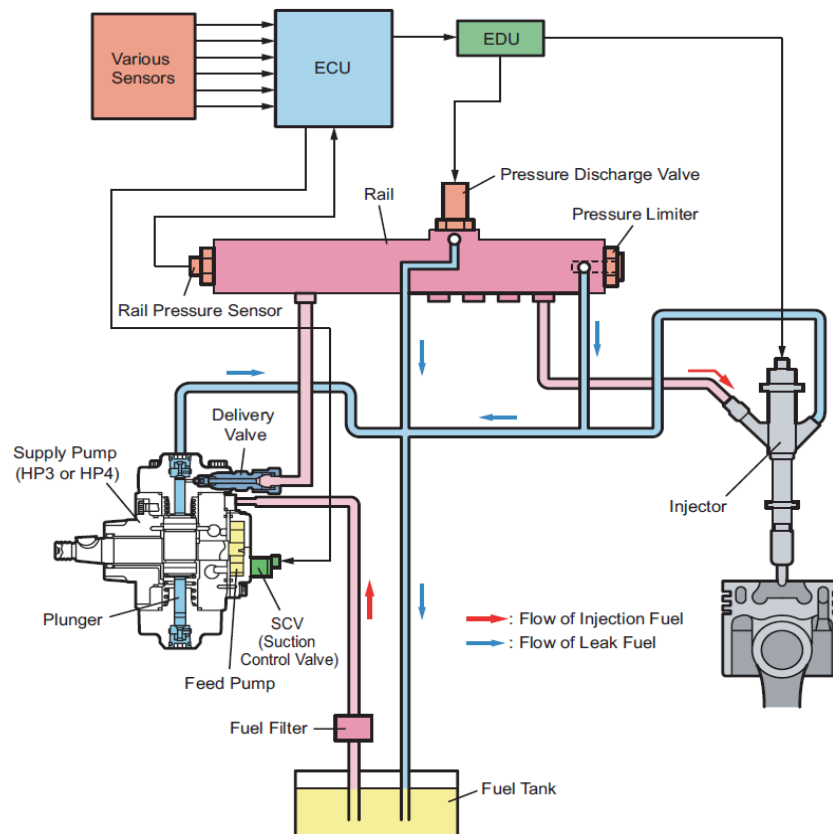 Various
Sensors
ECU
EDU
Pressure Discharge Valve
Rail
Pressure Limiter
Rail Pressure Sensor
Delivery
Valve
Supply Pump
(HP3 or HP4)
Injector
Plunger
SCV
(Suction
Control Valve)
Feed Pump
: Flow of Injection Fuel
: Flow of Leak Fuel
Fuel Filter
Fuel Tank